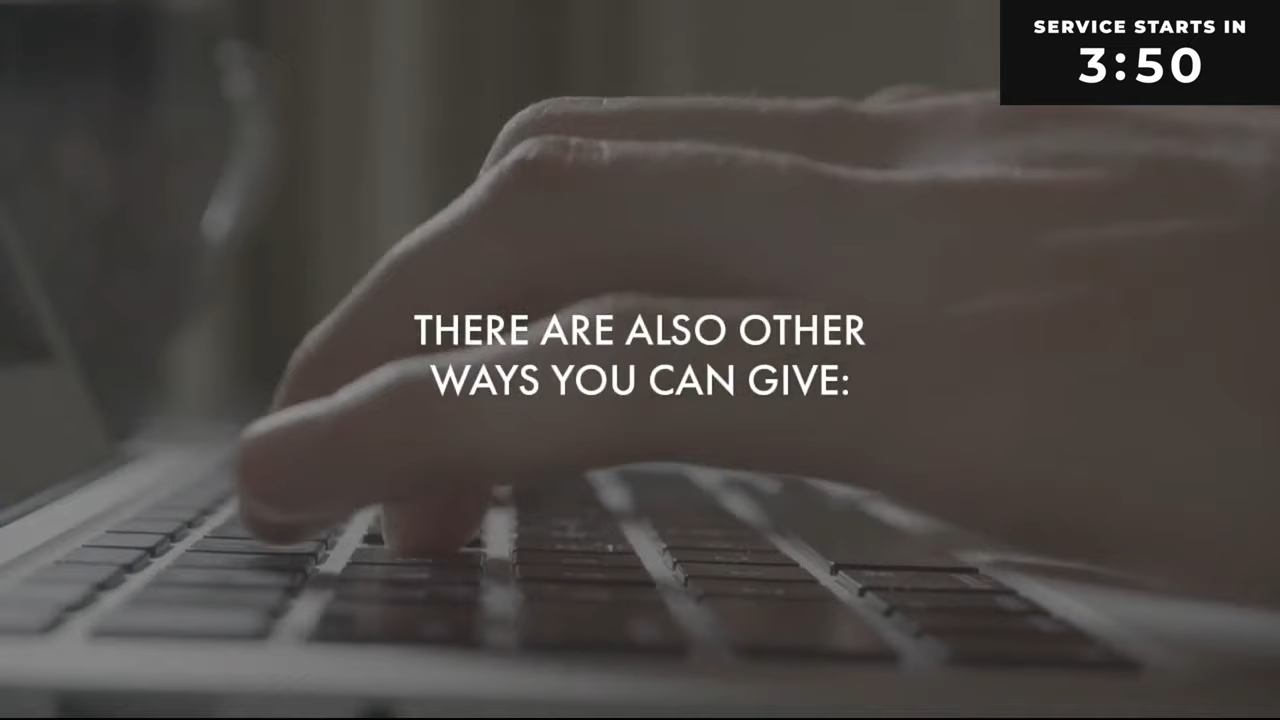 SERVICE STARTS IN
3:50
THERE ARE ALSO OTHER
WAYS YOU CAN GIVE: